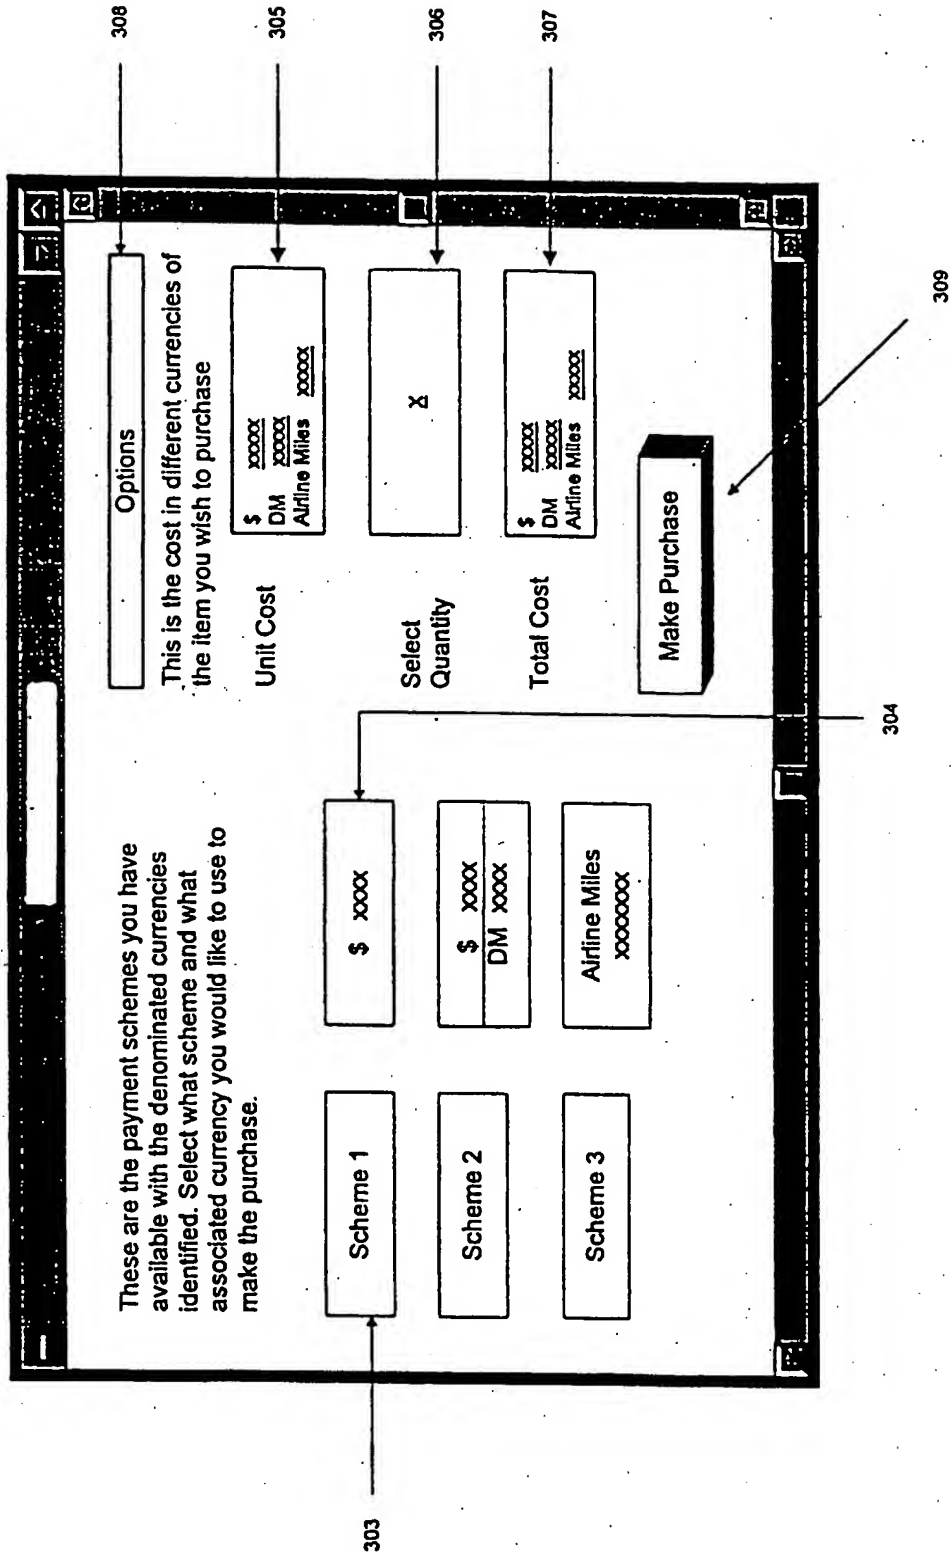 These are the payment schemes you have
available with the denominated currencies
identified. Select what scheme and what
associated currency you would like to use to
make the purchase.
303
Scheme 1
$ xxxx
304
Scheme 2
$ xxxx
DM xxxx
Scheme 3
Airline Miles
xxxxxxx
Options
308
This is the cost in different currencies of
the item you wish to purchase
Unit Cost
$ xxxxx
DM xxxxx
Airline Miles xxxxx
305
Select
Quantity
X
306
Total Cost
$ xxxxx
DM xxxxx
Airline Miles xxxxx
307
Make Purchase
309